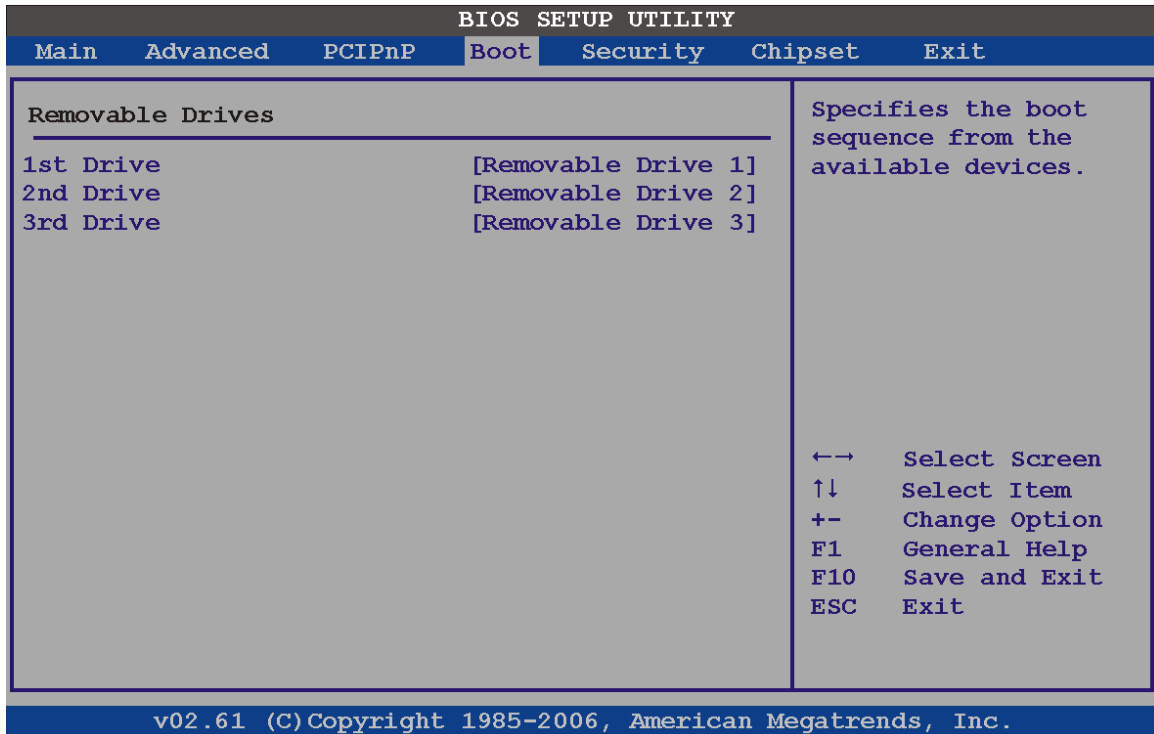 BIOS SETUP UTILITY
Main Advanced PCIPnP Boot Security Chipset Exit
Removable Drives
1st Drive [Removable Drive 1]
2nd Drive [Removable Drive 2]
3rd Drive [Removable Drive 3]
Specifies the boot
sequence from the
available devices.
←→ Select Screen
↑↓ Select Item
+- Change Option
F1 General Help
F10 Save and Exit
ESC Exit
v02.61 (C)Copyright 1985-2006, American Megatrends, Inc.